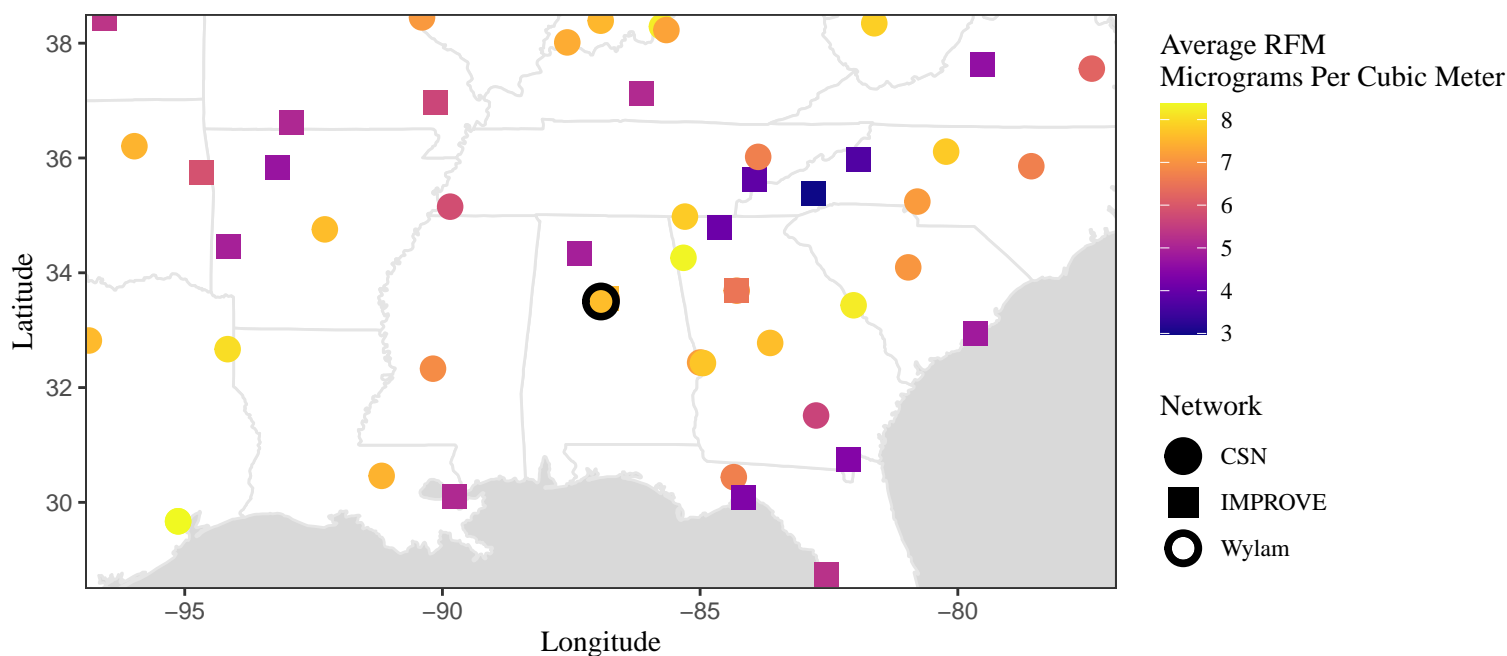 38
36
34
32
30
Latitude
−95
−90
−85
−80
Longitude
Average RFM
Micrograms Per Cubic Meter
8
7
6
5
4
3
Network
CSN
IMPROVE
Wylam